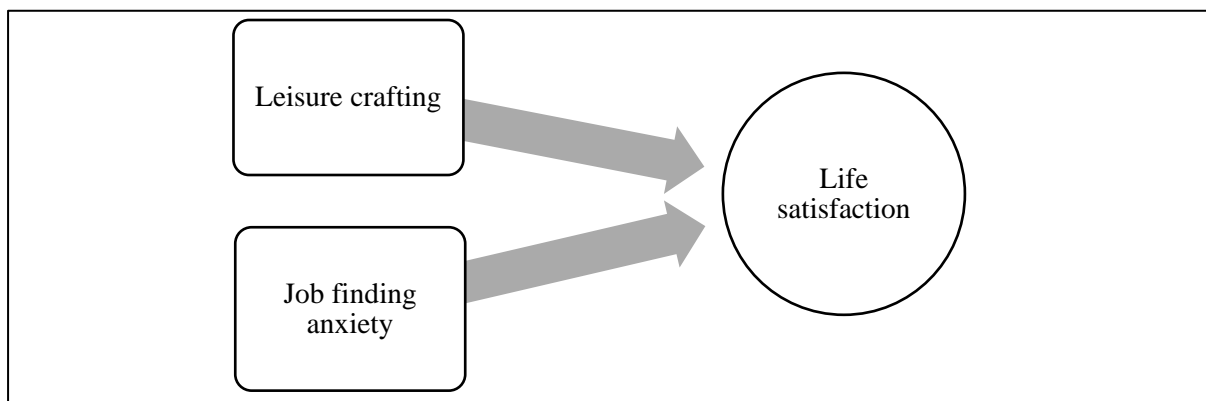 Leisure crafting
Life
satisfaction
Job finding
anxiety